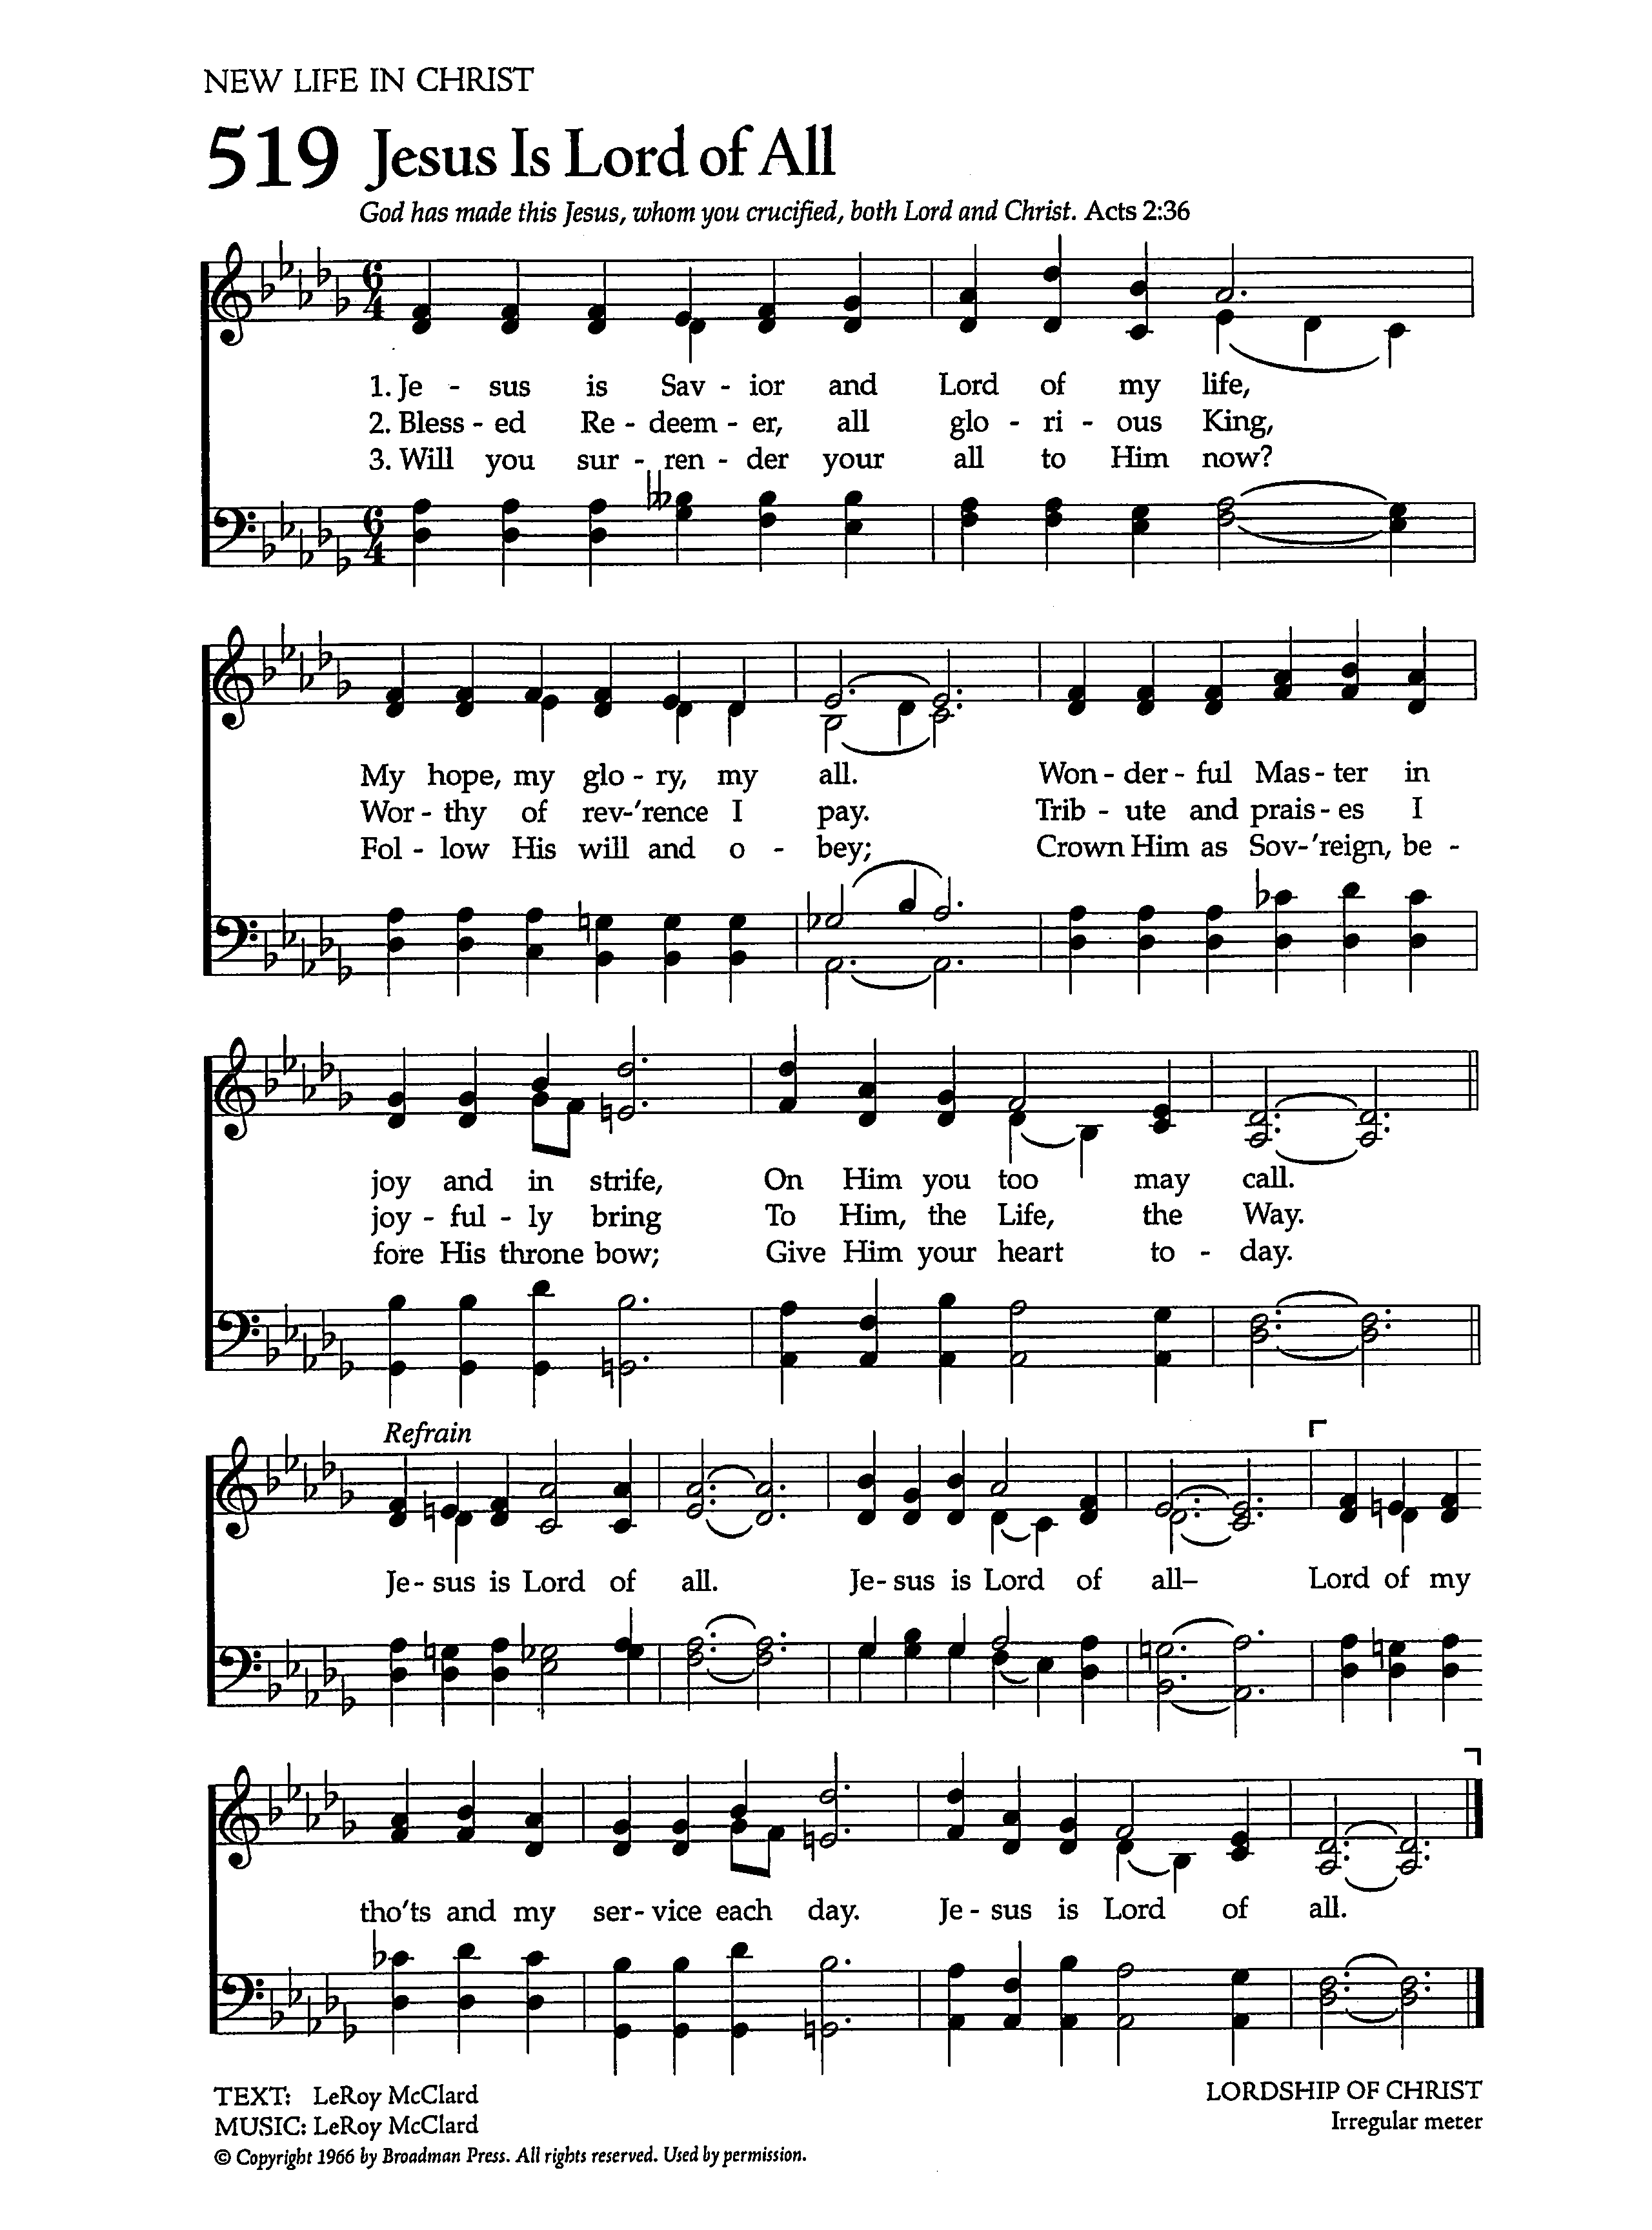 NEW LIFE IN CHRIST
519 Jesus Is Lord of All
God has made this Jesus, whom you crucified, both Lord and Christ. Acts 2:36
6
4
1. Je - sus is Sav - ior and Lord of my life,
2. Bless - ed Re - deem - er, all glo - ri - ous King,
3. Will you sur - ren - der your all to Him now?
6
4
My hope, my glo - ry, my all. Won - der - ful Mas - ter in
Wor - thy of rev-'rence I pay. Trib - ute and prais - es I
Fol - low His will and o - bey; Crown Him as Sov-'reign, be -
joy and in strife, On Him you too may call.
joy - ful - ly bring To Him, the Life, the Way.
fore His throne bow; Give Him your heart to - day.
Refrain
Je - sus is Lord of all. Je - sus is Lord of all– Lord of my
tho'ts and my ser - vice each day. Je - sus is Lord of all.
TEXT: LeRoy McClard
MUSIC: LeRoy McClard
© Copyright 1966 by Broadman Press. All rights reserved. Used by permission.
LORDSHIP OF CHRIST
Irregular meter